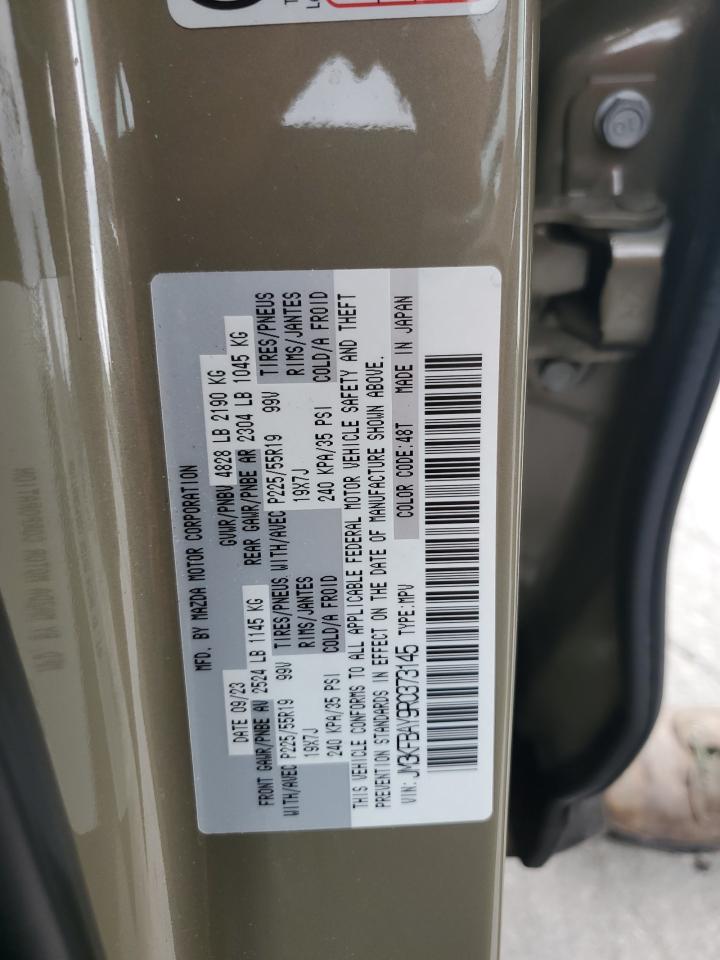 MFD. BY MAZDA MOTOR CORPORATION
DATE 09/23 GVWR/PNBV 4828 LB 2190 KG
FRONT GAWR/PNBE AV 2524 LB 1145 KG REAR GAWR/PNBE AR 2304 LB 1045 KG
WITH/AVEC P225/55R19 99V TIRES/PNEUS WITH/AVEC P225/55R19 99V TIRES/PNEUS
19X7J RIMS/JANTES 19X7J RIMS/JANTES
240 KPA/35 PSI COLD/A FROID 240 KPA/35 PSI COLD/A FROID
THIS VEHICLE CONFORMS TO ALL APPLICABLE FEDERAL MOTOR VEHICLE SAFETY AND THEFT
PREVENTION STANDARDS IN EFFECT ON THE DATE OF MANUFACTURE SHOWN ABOVE.
VIN: JM3KFBAY9R0373145 TYPE:MPV COLOR CODE:48T MADE IN JAPAN
10